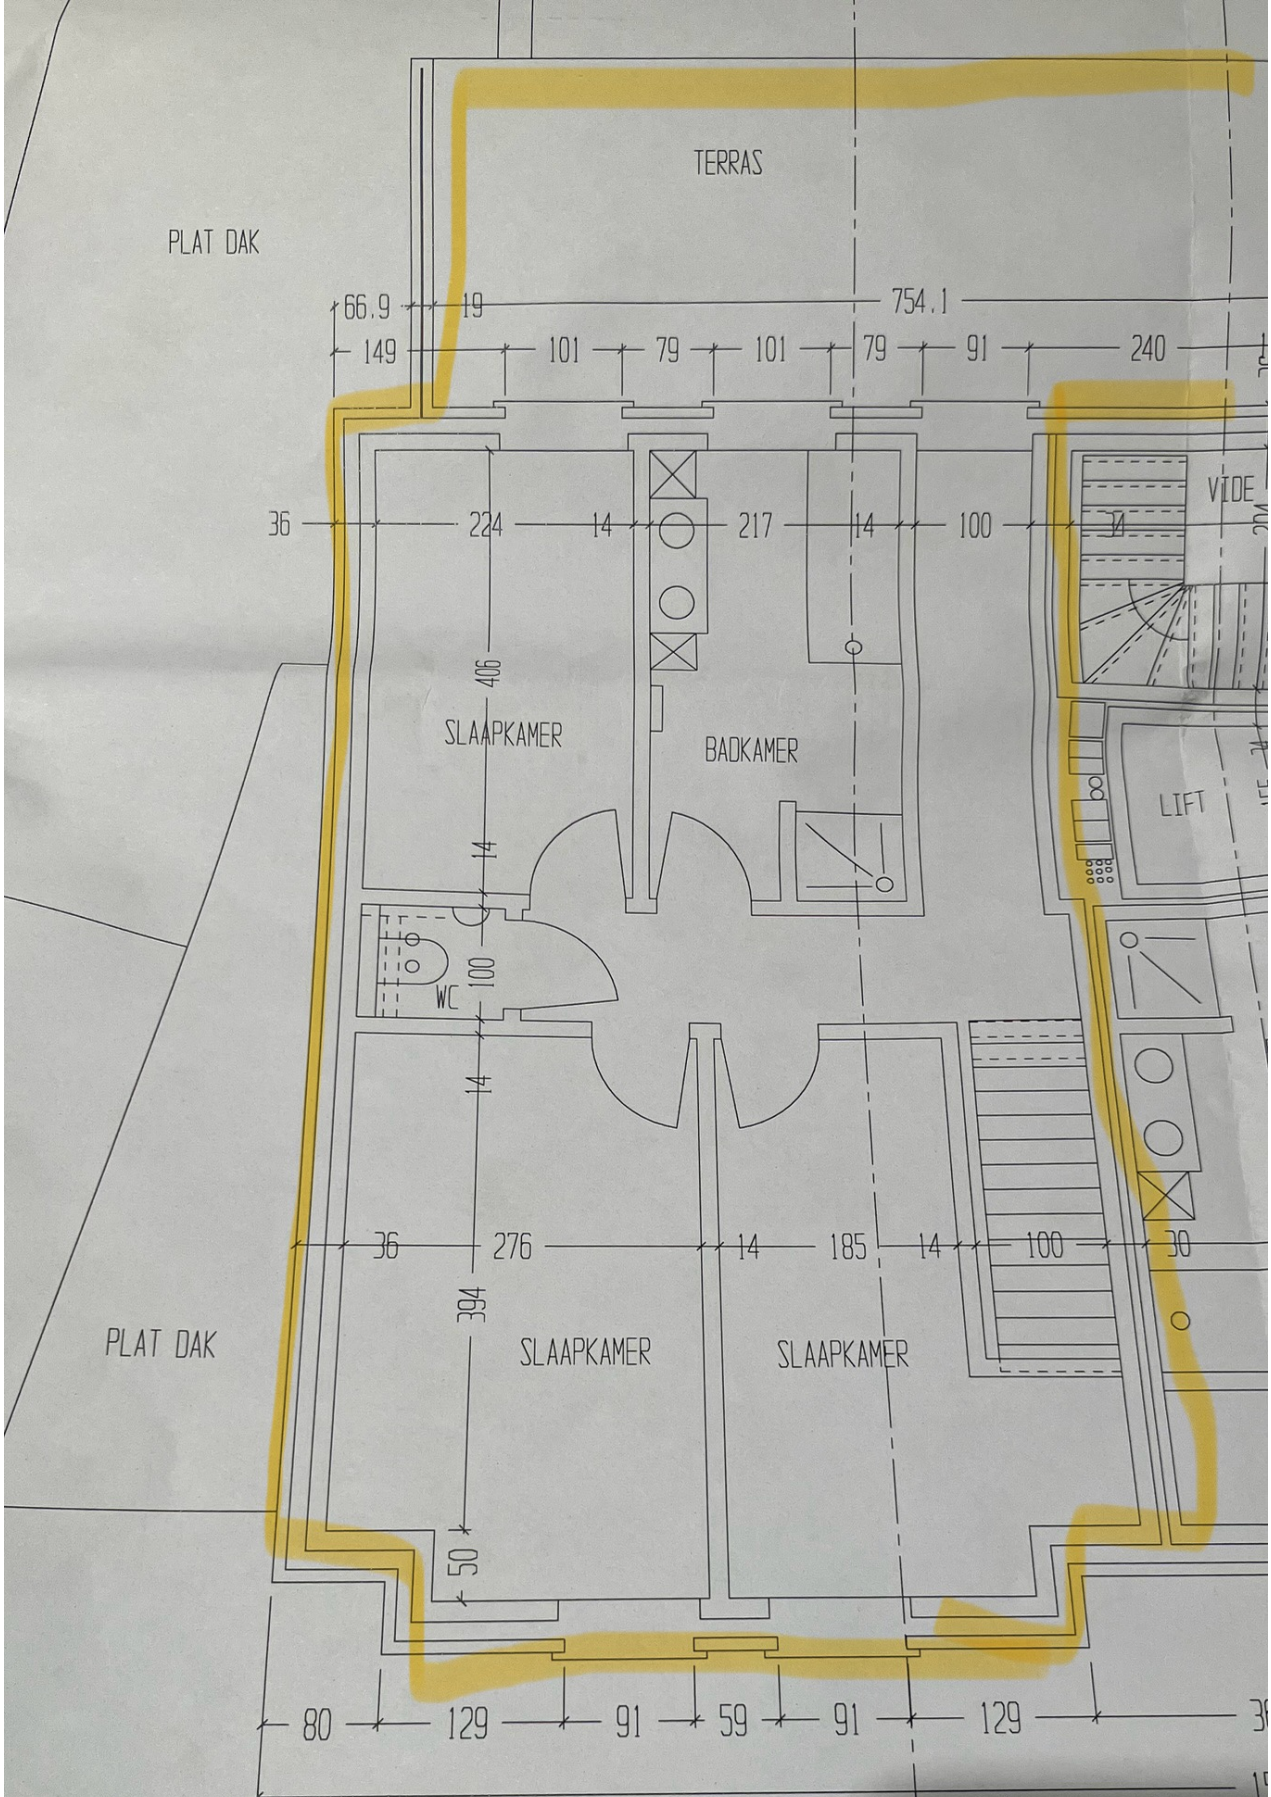 TERRAS
PLAT DAK
66.9 19 754.1
149 101 79 101 79 91 240
VIDE
36 224 14 217 14 100 34
204
406
SLAAPKAMER BADKAMER
LIFT
14
WC 100
14
36 276 14 185 14 100 30
394
PLAT DAK SLAAPKAMER SLAAPKAMER
50
80 129 91 59 91 129